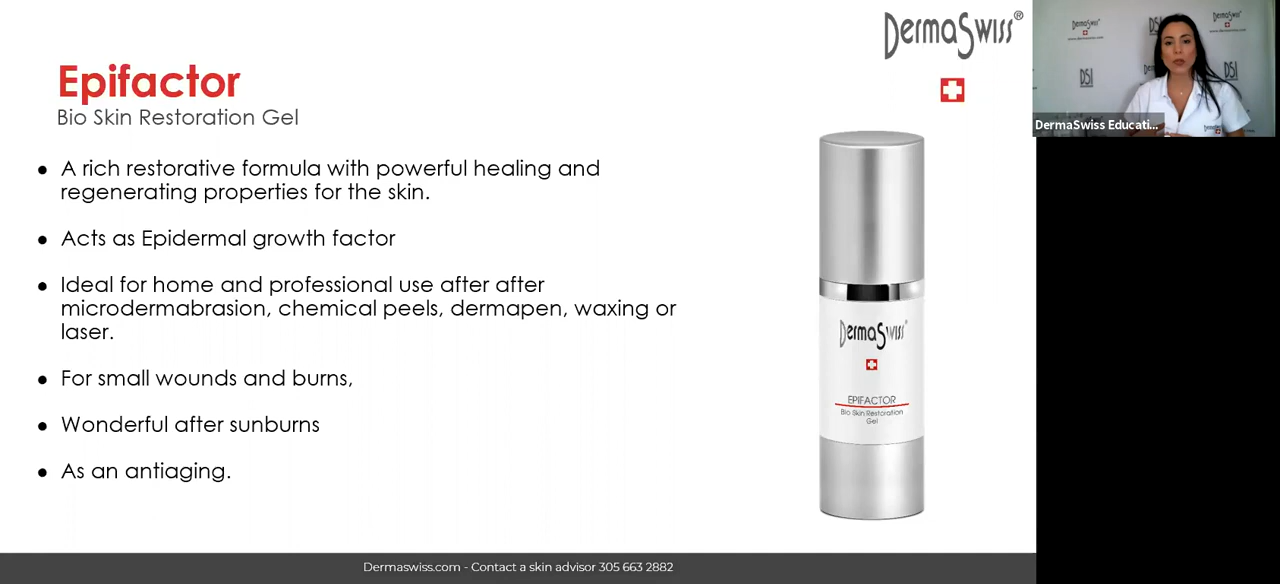 DermaSwiss®
Epifactor
Bio Skin Restoration Gel
● A rich restorative formula with powerful healing and
regenerating properties for the skin.
● Acts as Epidermal growth factor
● Ideal for home and professional use after after
microdermabrasion, chemical peels, dermapen, waxing or
laser.
● For small wounds and burns,
● Wonderful after sunburns
● As an antiaging.
DermaSwiss®
EPIFACTOR
Bio Skin Restoration
Gel
Dermaswiss.com - Contact a skin advisor 305 663 2882
DSI
DSI
DSI
DermaSwiss Educati...